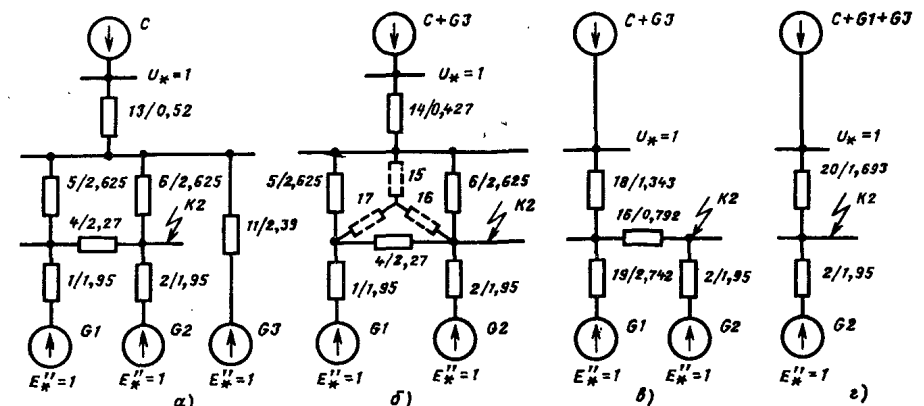 C
U* = 1
13/0,52
5/2,625
6/2,625
4/2,27
K2
11/2,39
1/1,95
2/1,95
G1
G2
G3
E*'' = 1
E*'' = 1
E*'' = 1
а)
C + G3
U* = 1
14/0,427
15
5/2,625
17
16
6/2,625
K2
4/2,27
1/1,95
2/1,95
G1
G2
E*'' = 1
E*'' = 1
б)
C + G3
U* = 1
18/1,343
K2
16/0,792
19/2,742
2/1,95
G1
G2
E*'' = 1
E*'' = 1
в)
C + G1 + G3
U* = 1
20/1,693
K2
2/1,95
G2
E*'' = 1
г)